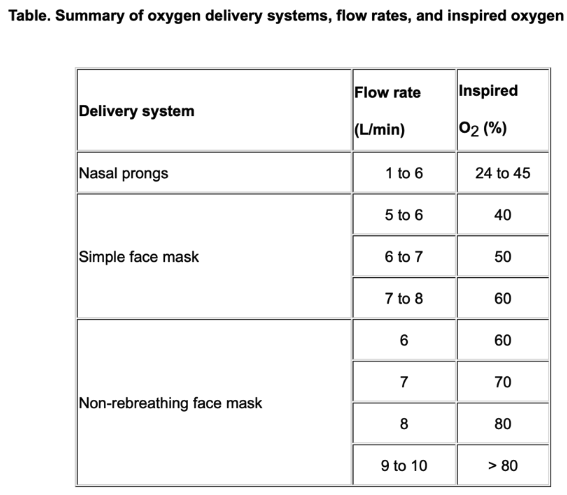 Table. Summary of oxygen delivery systems, flow rates, and inspired oxygen
Delivery system
Flow rate
(L/min)
Inspired
O2 (%)
Nasal prongs
1 to 6
24 to 45
Simple face mask
5 to 6
40
6 to 7
50
7 to 8
60
Non-rebreathing face mask
6
60
7
70
8
80
9 to 10
> 80